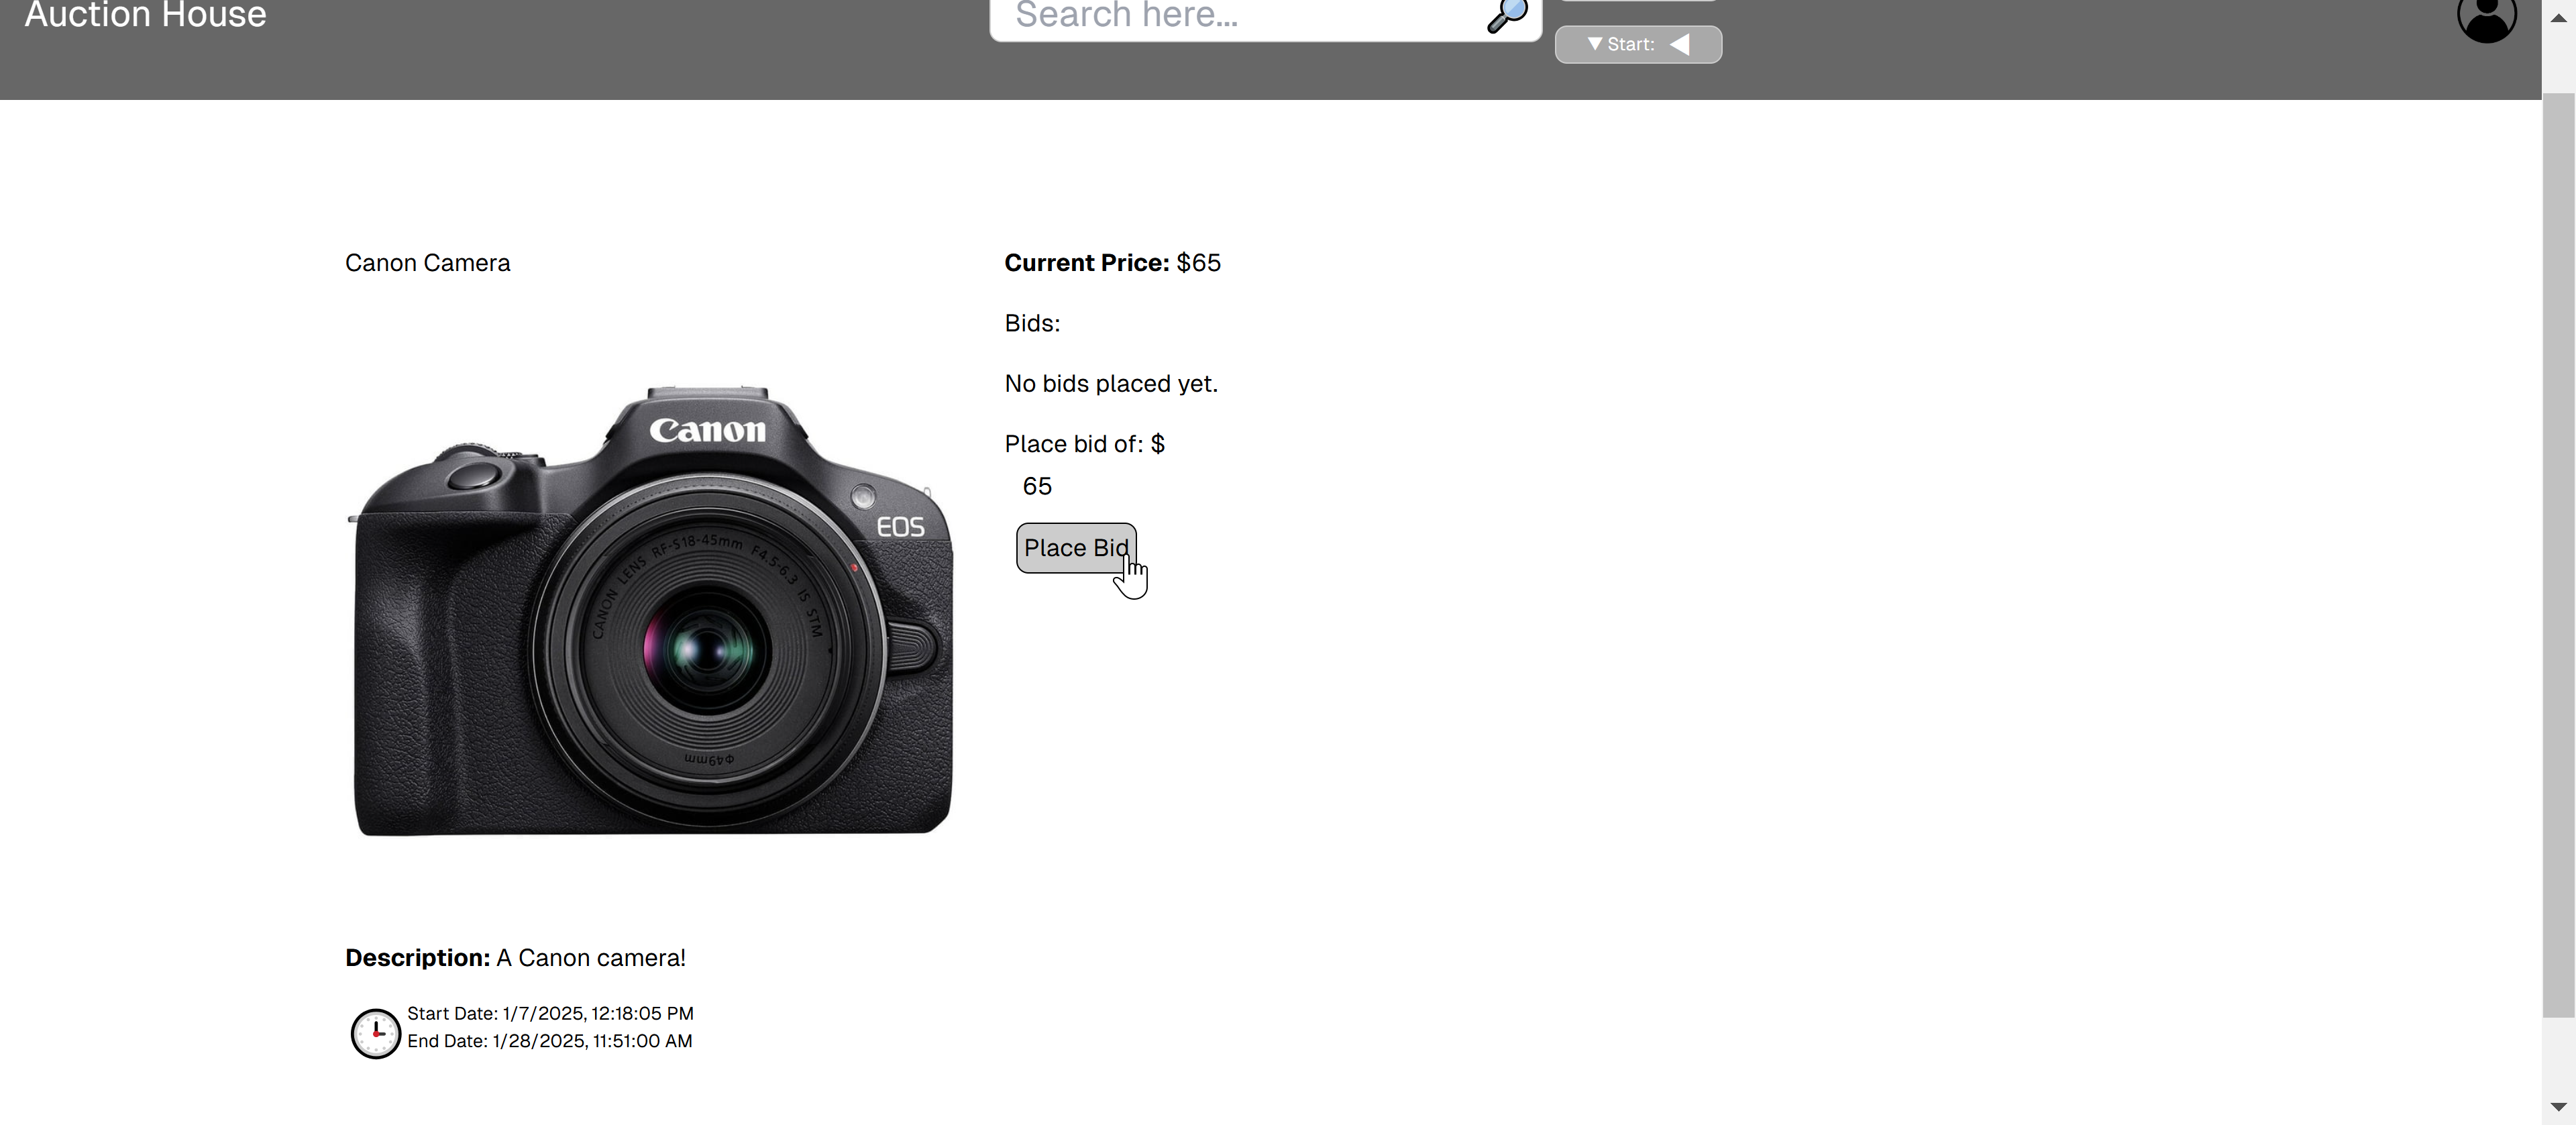 Auction House
Search here...
▼ Start: ◀
Canon Camera
Current Price: $65
Bids:
No bids placed yet.
Place bid of: $
65
Place Bid
Canon
EOS
CANON LENS RF-S18-45mm F4.5-6.3 IS STM
Φ49mm
Description: A Canon camera!
Start Date: 1/7/2025, 12:18:05 PM
End Date: 1/28/2025, 11:51:00 AM